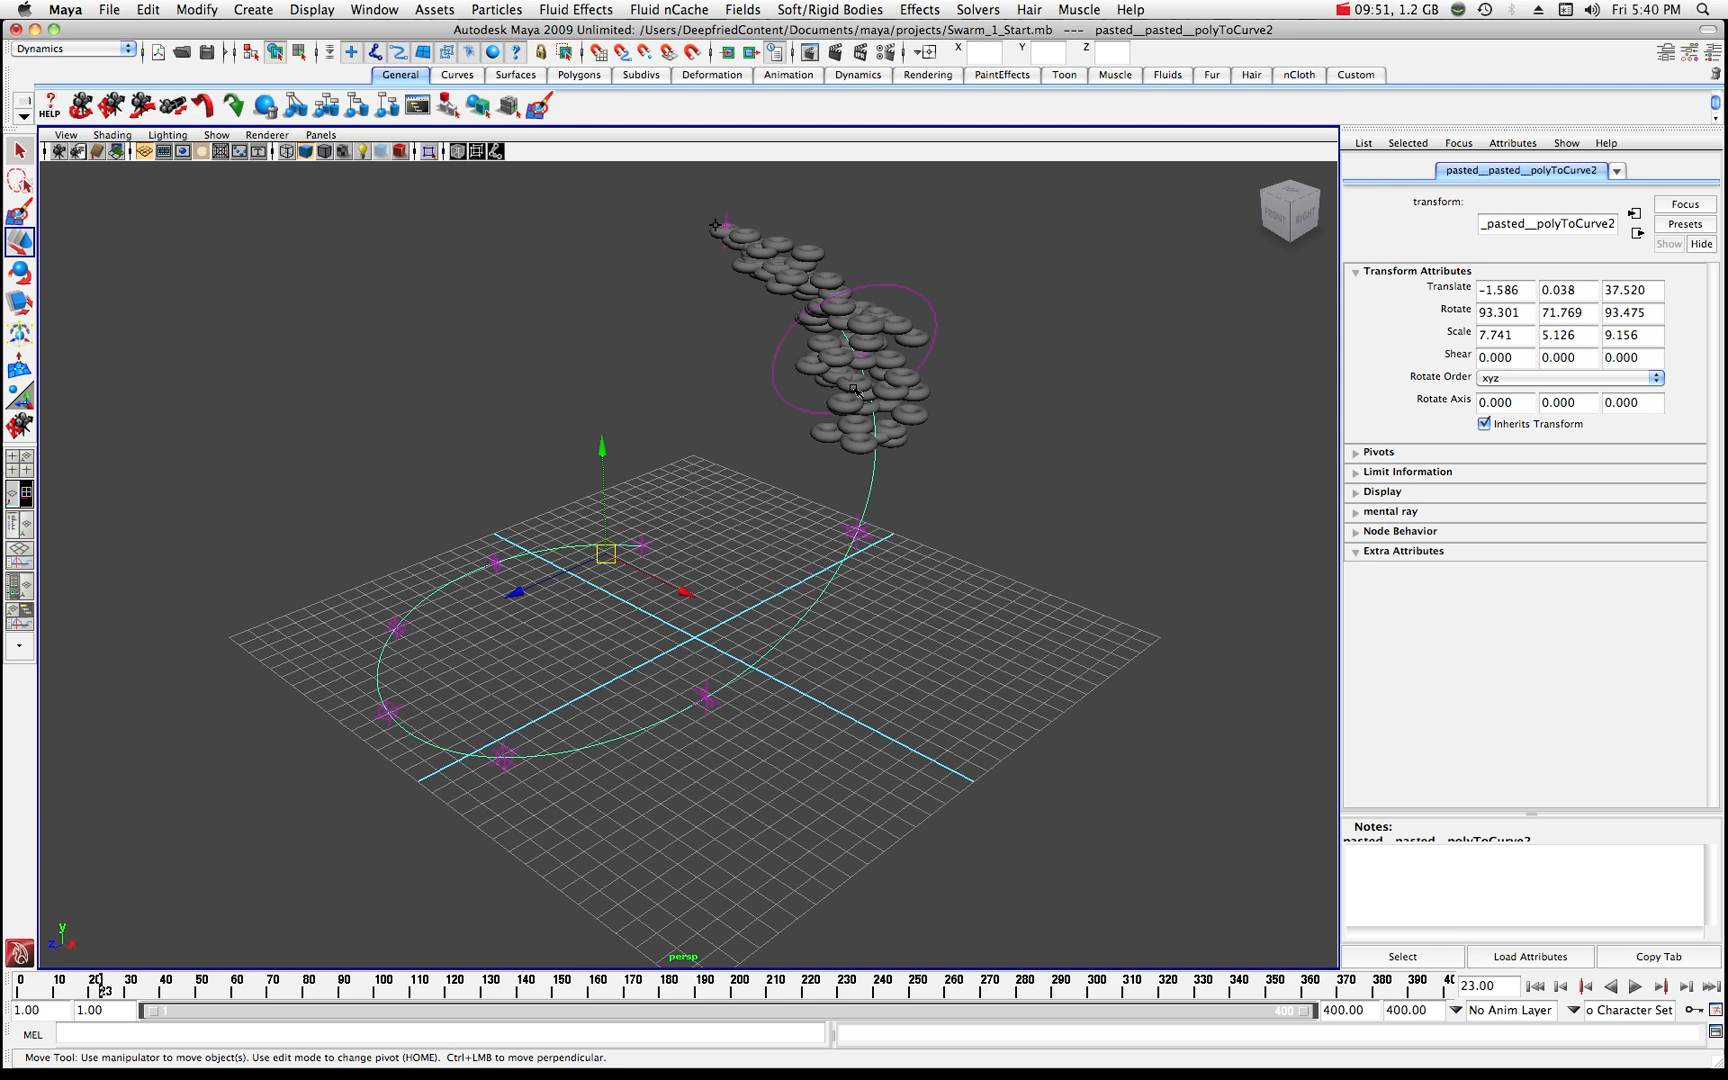 Maya File Edit Modify Create Display Window Assets Particles Fluid Effects Fluid nCache Fields Soft/Rigid Bodies Effects Solvers Hair Muscle Help 09:51, 1.2 GB Fri 5:40 PM
Autodesk Maya 2009 Unlimited: /Users/DeepfriedContent/Documents/maya/projects/Swarm_1_Start.mb --- pasted__pasted__polyToCurve2
Dynamics X Y Z
General Curves Surfaces Polygons Subdivs Deformation Animation Dynamics Rendering PaintEffects Toon Muscle Fluids Fur Hair nCloth Custom
HELP
View Shading Lighting Show Renderer Panels
List Selected Focus Attributes Show Help
pasted__pasted__polyToCurve2
transform: _pasted__polyToCurve2
Focus
Presets
Show Hide
Transform Attributes
Translate -1.586 0.038 37.520
Rotate 93.301 71.769 93.475
Scale 7.741 5.126 9.156
Shear 0.000 0.000 0.000
Rotate Order xyz
Rotate Axis 0.000 0.000 0.000
Inherits Transform
Pivots
Limit Information
Display
mental ray
Node Behavior
Extra Attributes
TOP
FRONT RIGHT
Notes:
y
z x
persp
Select Load Attributes Copy Tab
0 10 20 30 40 50 60 70 80 90 100 110 120 130 140 150 160 170 180 190 200 210 220 230 240 250 260 270 280 290 300 310 320 330 340 350 360 370 380 390 40 23.00
23
1.00 1.00 1 400 400.00 400.00 No Anim Layer o Character Set
MEL
Move Tool: Use manipulator to move object(s). Use edit mode to change pivot (HOME). Ctrl+LMB to move perpendicular.